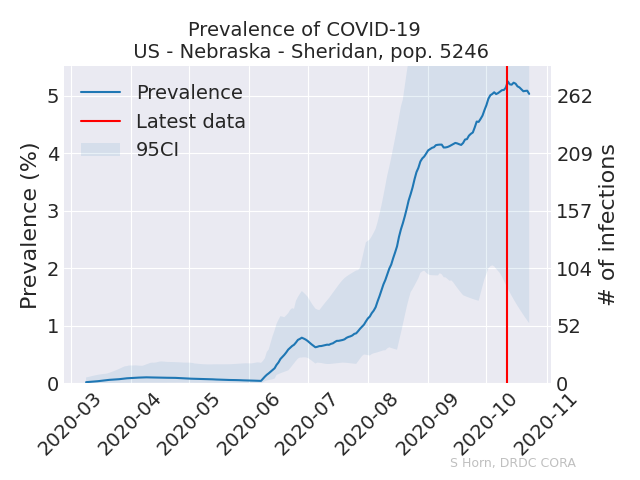 Prevalence of COVID-19
US - Nebraska - Sheridan, pop. 5246
Prevalence
Latest data
95CI
Prevalence (%)
5
4
3
2
1
0
262
209
157
104
52
0
# of infections
2020-03
2020-04
2020-05
2020-06
2020-07
2020-08
2020-09
2020-10
2020-11
S Horn, DRDC CORA